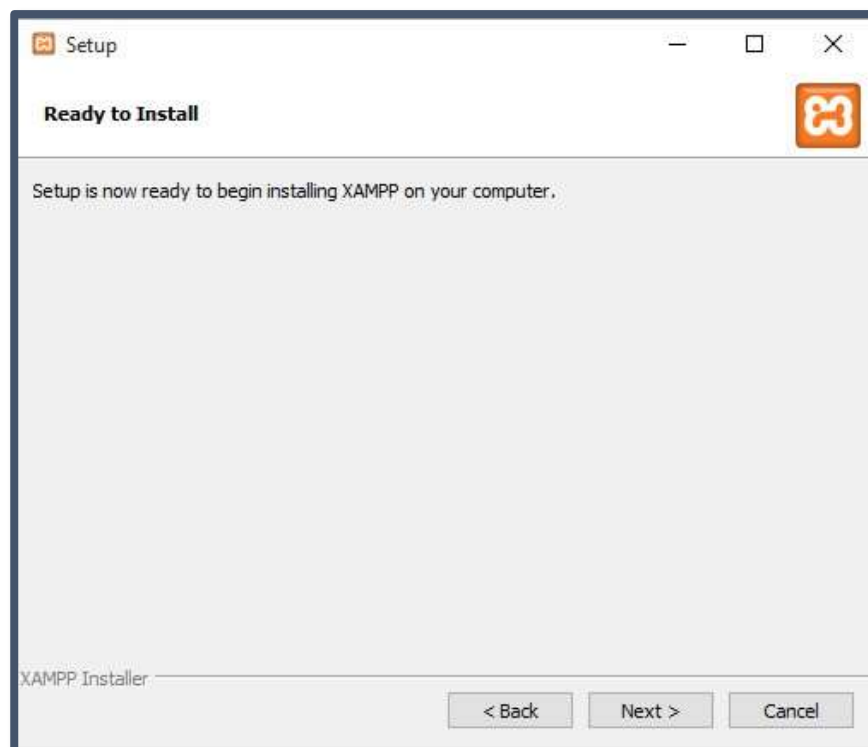 Setup
Ready to Install
Setup is now ready to begin installing XAMPP on your computer.
XAMPP Installer
< Back
Next >
Cancel